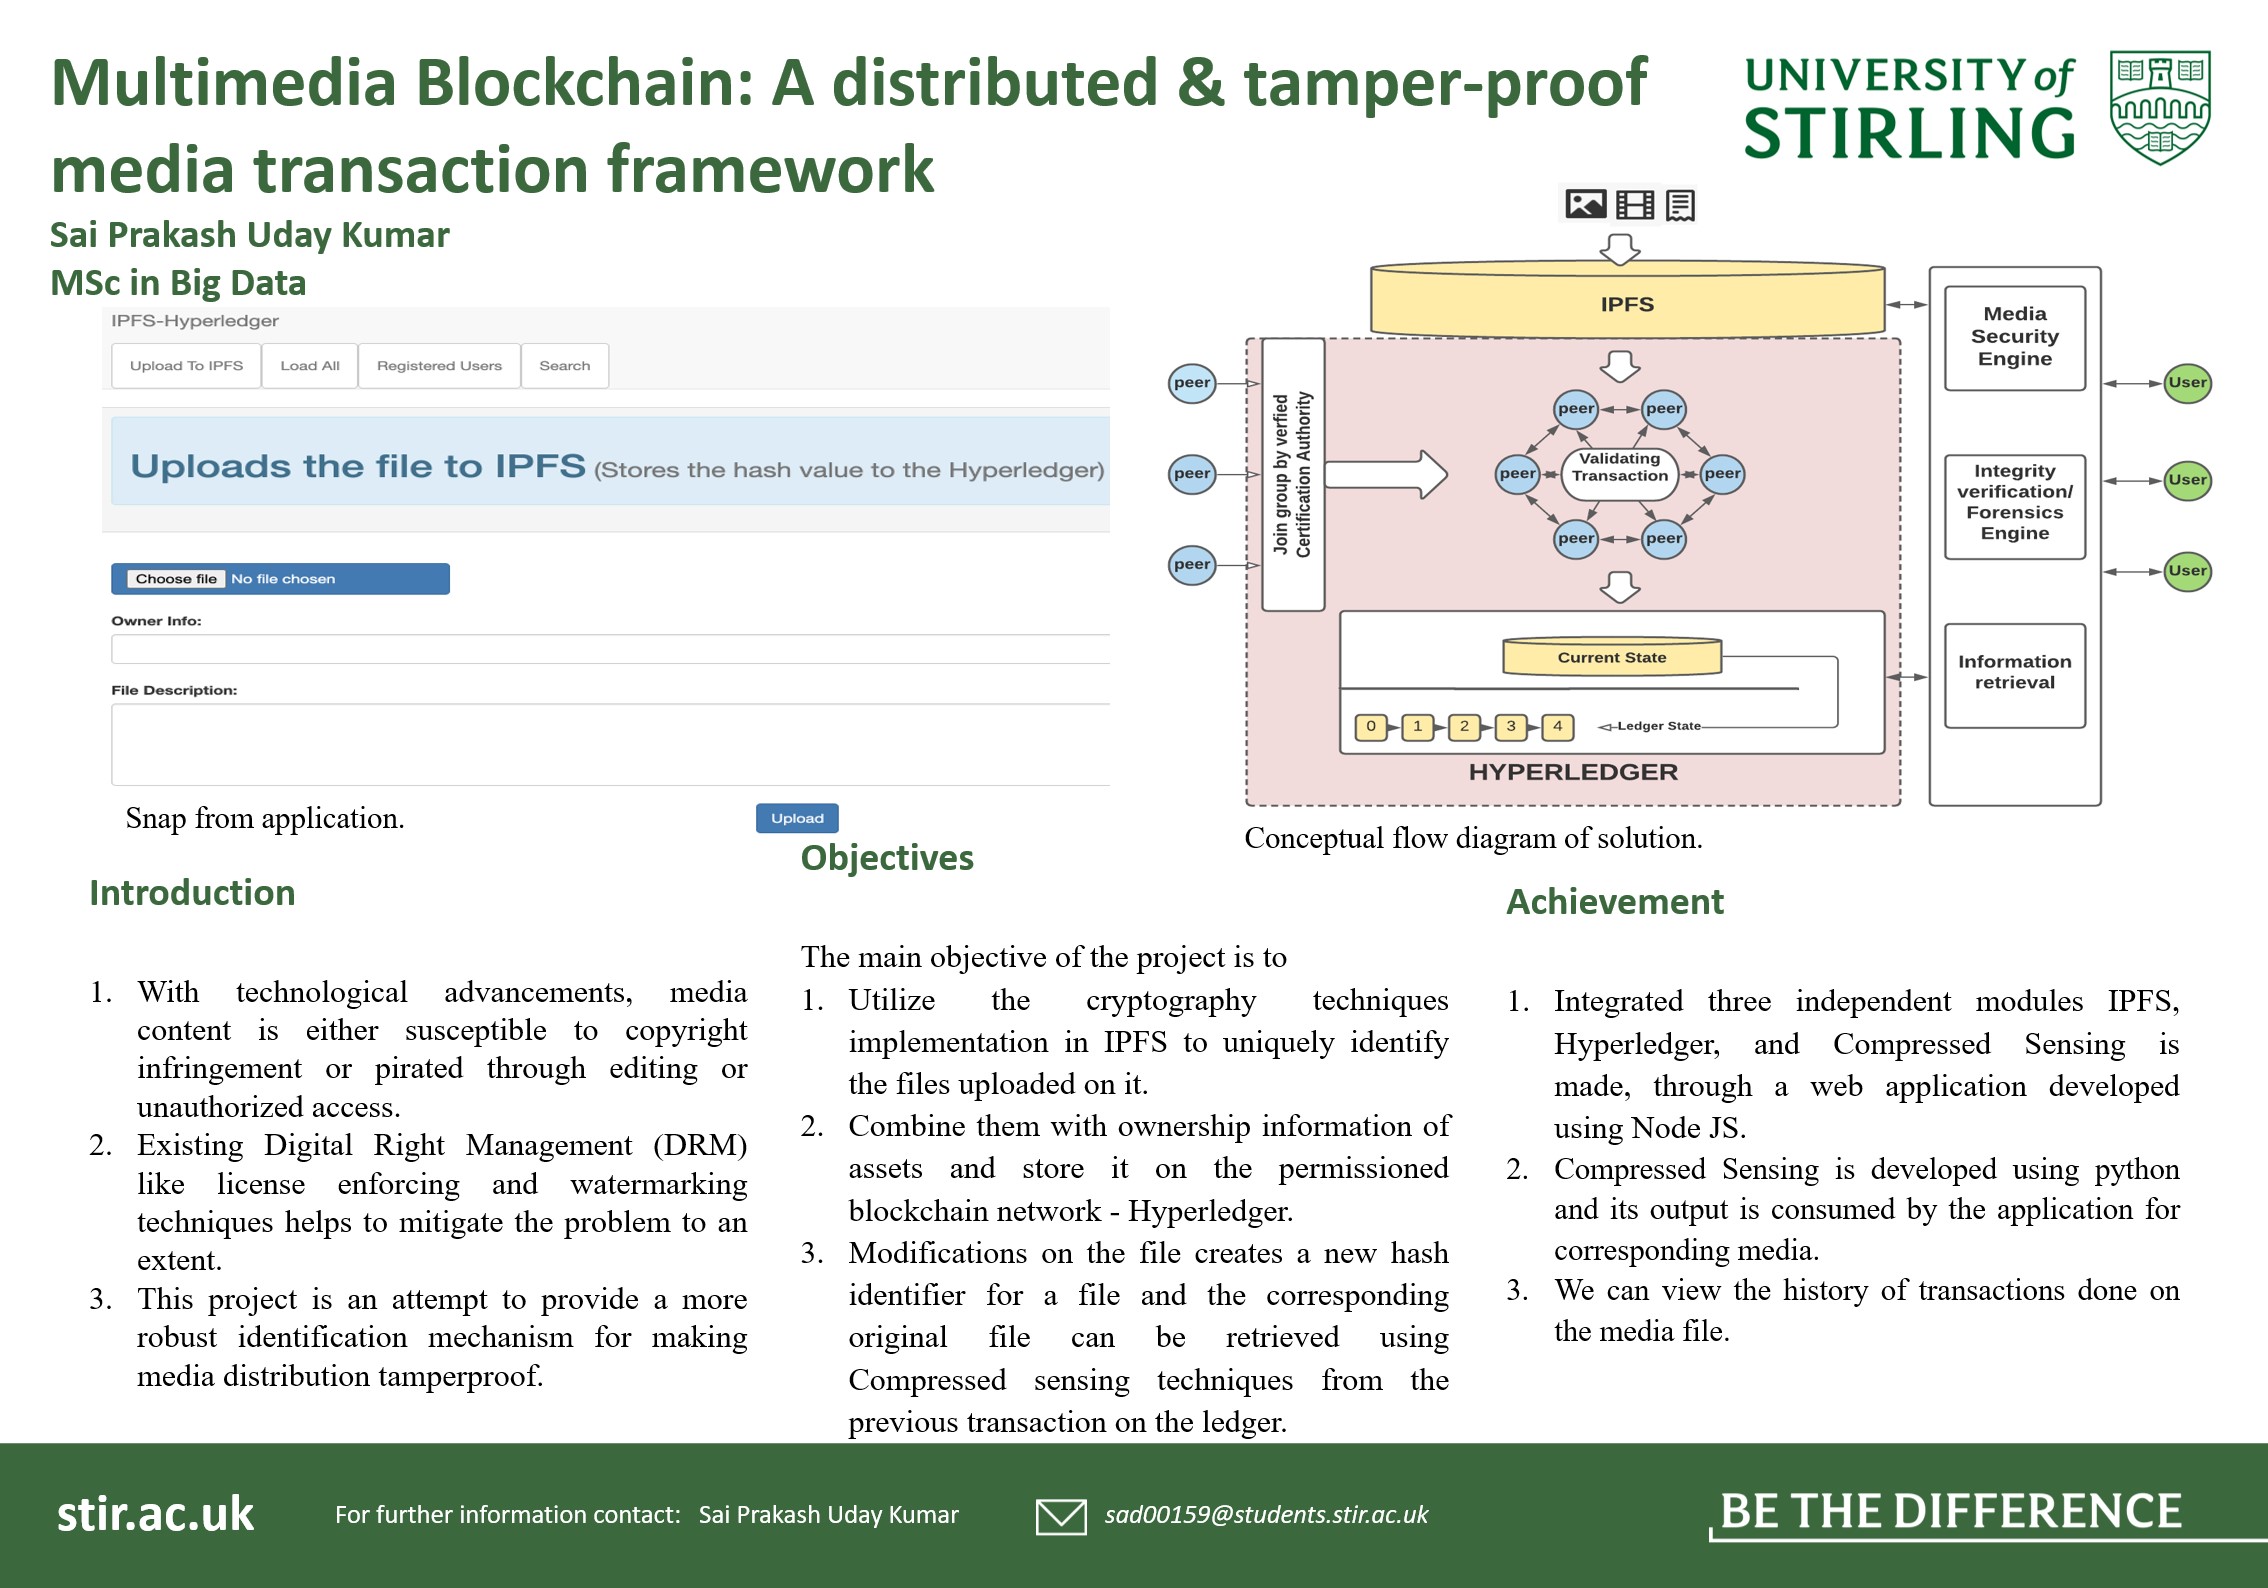 Multimedia Blockchain: A distributed & tamper-proof
media transaction framework
Sai Prakash Uday Kumar
MSc in Big Data
UNIVERSITY of
STIRLING
IPFS-Hyperledger
Upload To IPFS
Load All
Registered Users
Search
Uploads the file to IPFS (Stores the hash value to the Hyperledger)
Choose file No file chosen
Owner Info:
File Description:
Upload
Snap from application.
IPFS
peer
peer
peer
Join group by verfied
Certification Authority
peer
peer
peer
Validating
Transaction
peer
peer
peer
Current State
0
1
2
3
4
Ledger State
HYPERLEDGER
Media
Security
Engine
Integrity
verification/
Forensics
Engine
Information
retrieval
User
User
User
Conceptual flow diagram of solution.
Introduction
1. With technological advancements, media
content is either susceptible to copyright
infringement or pirated through editing or
unauthorized access.
2. Existing Digital Right Management (DRM)
like license enforcing and watermarking
techniques helps to mitigate the problem to an
extent.
3. This project is an attempt to provide a more
robust identification mechanism for making
media distribution tamperproof.
Objectives
The main objective of the project is to
1. Utilize the cryptography techniques
implementation in IPFS to uniquely identify
the files uploaded on it.
2. Combine them with ownership information of
assets and store it on the permissioned
blockchain network - Hyperledger.
3. Modifications on the file creates a new hash
identifier for a file and the corresponding
original file can be retrieved using
Compressed sensing techniques from the
previous transaction on the ledger.
Achievement
1. Integrated three independent modules IPFS,
Hyperledger, and Compressed Sensing is
made, through a web application developed
using Node JS.
2. Compressed Sensing is developed using python
and its output is consumed by the application for
corresponding media.
3. We can view the history of transactions done on
the media file.
stir.ac.uk
For further information contact: Sai Prakash Uday Kumar
sad00159@students.stir.ac.uk
BE THE DIFFERENCE